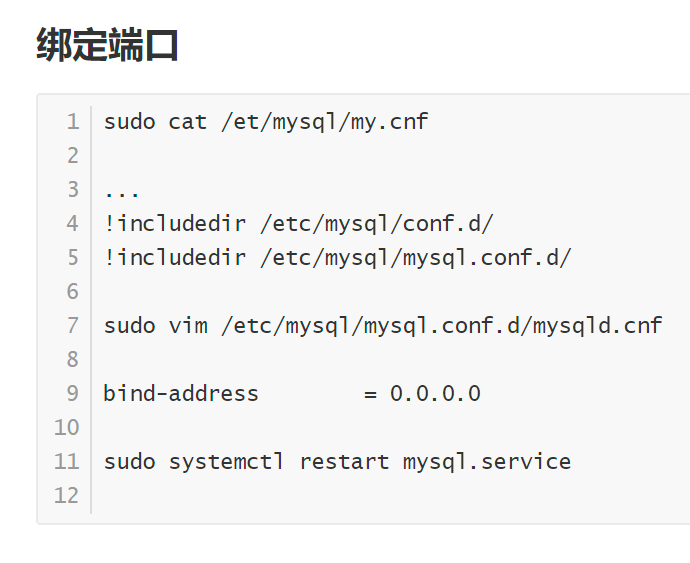 绑定端口
1 sudo cat /et/mysql/my.cnf
2
3 ...
4 !includedir /etc/mysql/conf.d/
5 !includedir /etc/mysql/mysql.conf.d/
6
7 sudo vim /etc/mysql/mysql.conf.d/mysqld.cnf
8
9 bind-address        = 0.0.0.0
10
11 sudo systemctl restart mysql.service
12